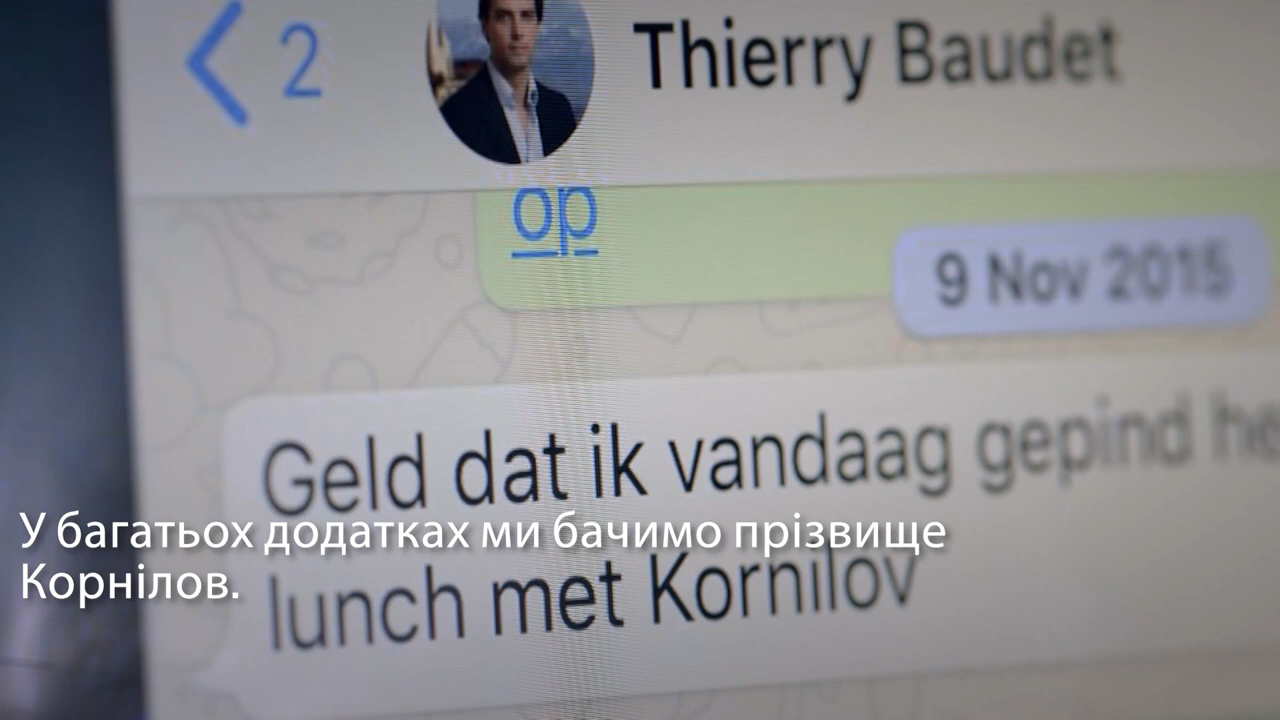 2
Thierry Baudet
op
9 Nov 2015
Geld dat ik vandaag gepind
lunch met Kornilov
У багатьох додатках ми бачимо прізвище
Корнілов.